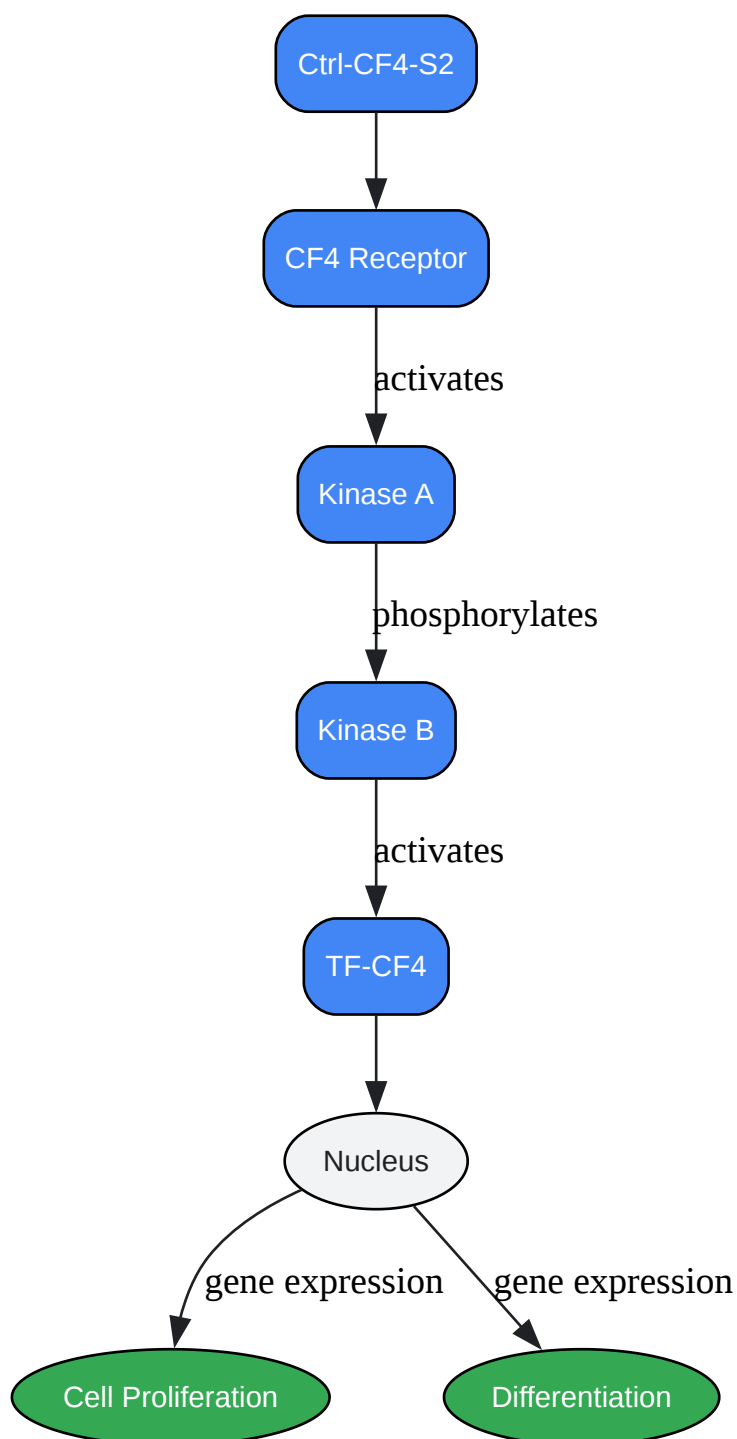 Ctrl-CF4-S2
CF4 Receptor
activates
Kinase A
phosphorylates
Kinase B
activates
TF-CF4
Nucleus
gene expression
gene expression
Cell Proliferation
Differentiation